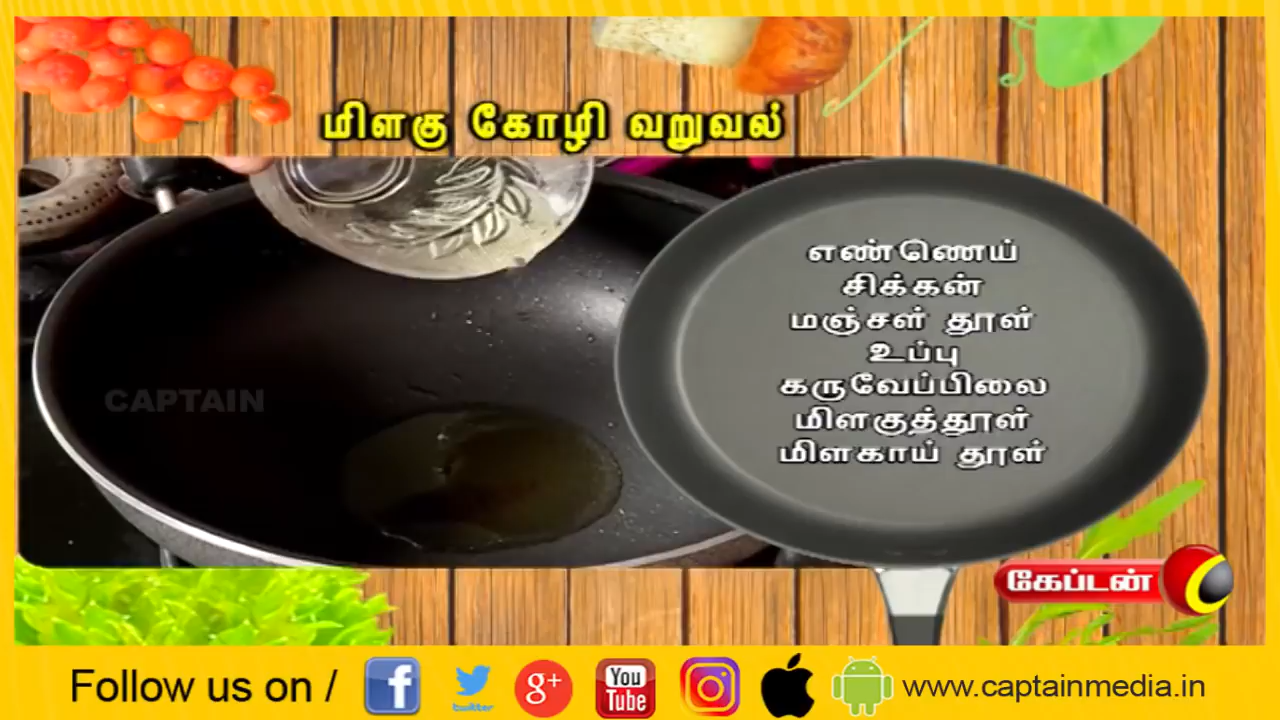 மிளகு கோழி வறுவல்
எண்ணெய்
சிக்கன்
மஞ்சள் தூள்
உப்பு
கருவேப்பிலை
மிளகுத்தூள்
மிளகாய் தூள்
CAPTAIN
கேப்டன்
Follow us on / f twitter g+ You Tube www.captainmedia.in